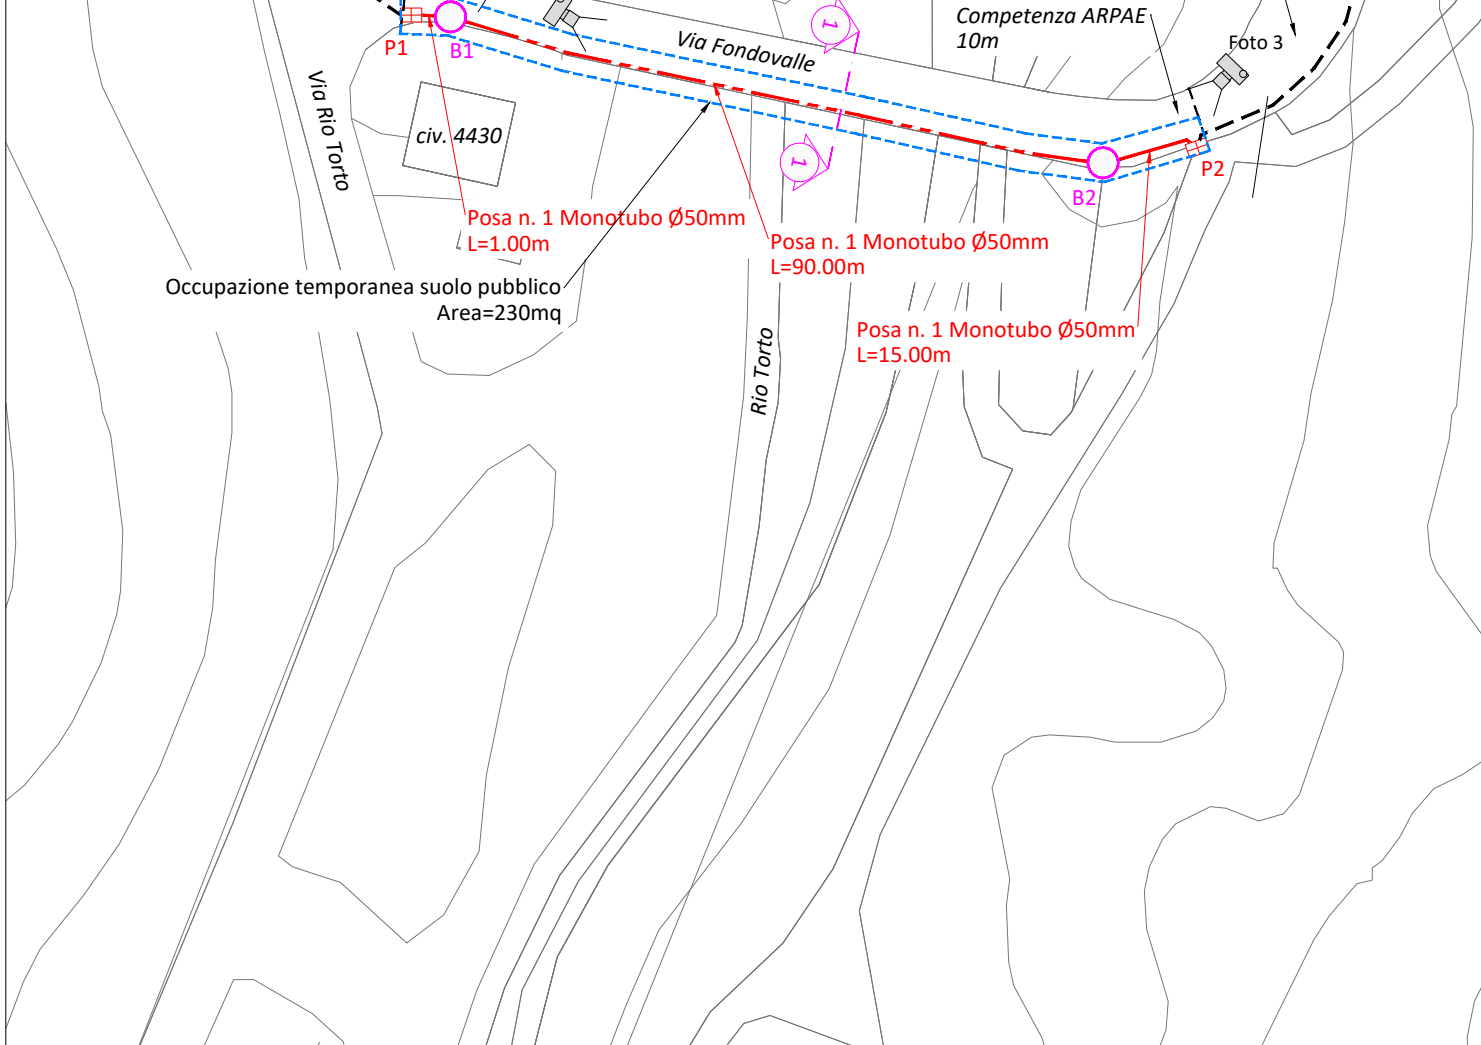 Competenza ARPAE
10m
Foto 3
P1
B1
Via Fondovalle
1
Via Rio Torto
civ. 4430
1
P2
B2
Posa n. 1 Monotubo Ø50mm
L=1.00m
Posa n. 1 Monotubo Ø50mm
L=90.00m
Occupazione temporanea suolo pubblico
Area=230mq
Posa n. 1 Monotubo Ø50mm
L=15.00m
Rio Torto